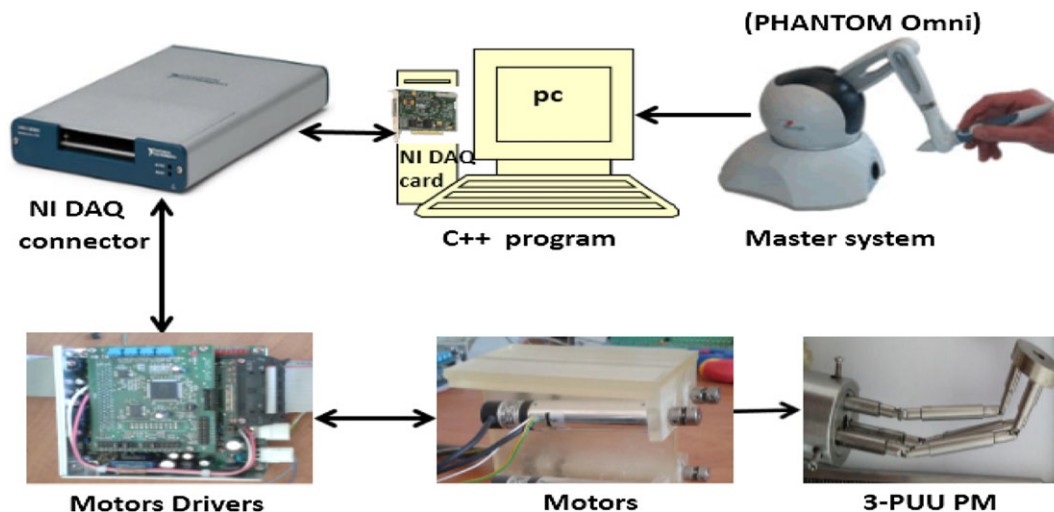 (PHANTOM Omni)
pc
NI DAQ
card
NI DAQ
connector
C++ program
Master system
Motors Drivers
Motors
3-PUU PM